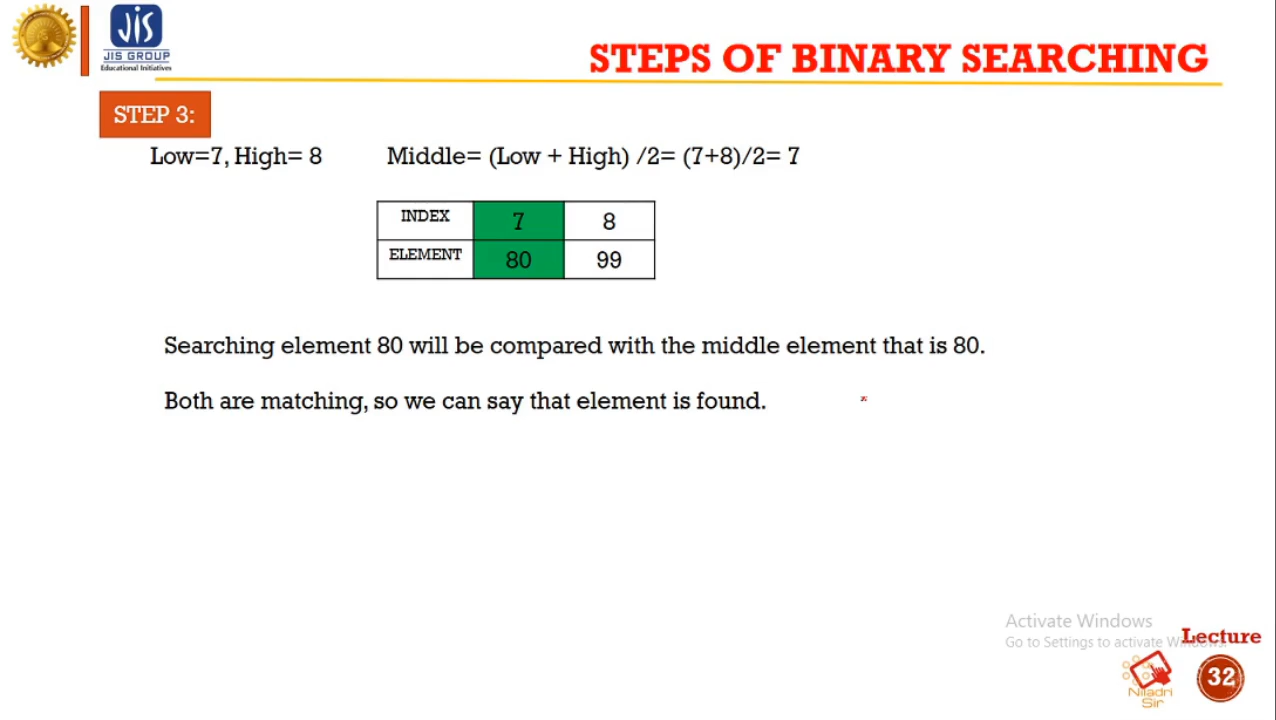 JIS
JIS GROUP
Educational Initiatives
STEPS OF BINARY SEARCHING
STEP 3:
Low=7, High= 8 Middle= (Low + High) /2= (7+8)/2= 7
INDEX 7 8
ELEMENT 80 99
Searching element 80 will be compared with the middle element that is 80.
Both are matching, so we can say that element is found.
Activate Windows
Go to Settings to activate Windows.
Lecture
32
Niladri
Sir